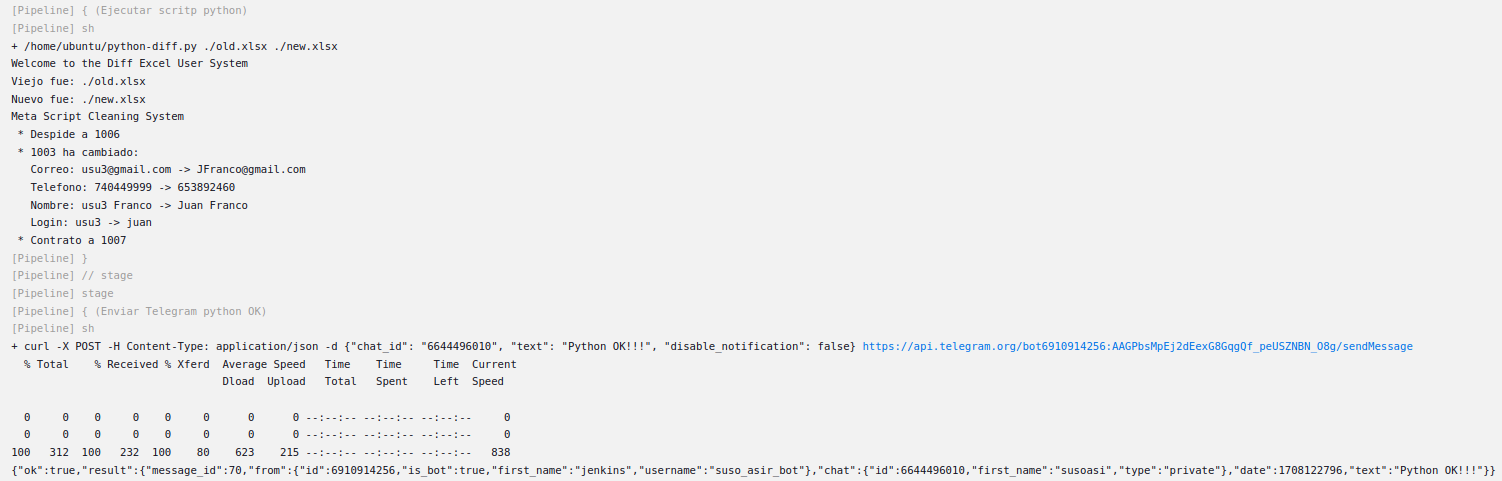 [Pipeline] { (Ejecutar scritp python)
[Pipeline] sh
+ /home/ubuntu/python-diff.py ./old.xlsx ./new.xlsx
Welcome to the Diff Excel User System
Viejo fue: ./old.xlsx
Nuevo fue: ./new.xlsx
Meta Script Cleaning System
 * Despide a 1006
 * 1003 ha cambiado:
   Correo: usu3@gmail.com -> JFranco@gmail.com
   Telefono: 740449999 -> 653892460
   Nombre: usu3 Franco -> Juan Franco
   Login: usu3 -> juan
 * Contrato a 1007
[Pipeline] }
[Pipeline] // stage
[Pipeline] stage
[Pipeline] { (Enviar Telegram python OK)
[Pipeline] sh
+ curl -X POST -H Content-Type: application/json -d {"chat_id": "6644496010", "text": "Python OK!!!", "disable_notification": false} https://api.telegram.org/bot6910914256:AAGPbsMpEj2dEexG8GqgQf_peUSZNBN_O8g/sendMessage
  % Total    % Received % Xferd  Average Speed   Time    Time     Time  Current
                                 Dload  Upload   Total   Spent    Left  Speed
  0     0    0     0    0     0      0      0 --:--:-- --:--:-- --:--:--     0
  0     0    0     0    0     0      0      0 --:--:-- --:--:-- --:--:--     0
100   312  100   232  100    80    623    215 --:--:-- --:--:-- --:--:--   838
{"ok":true,"result":{"message_id":70,"from":{"id":6910914256,"is_bot":true,"first_name":"jenkins","username":"suso_asir_bot"},"chat":{"id":6644496010,"first_name":"susoasi","type":"private"},"date":1708122796,"text":"Python OK!!!"}}